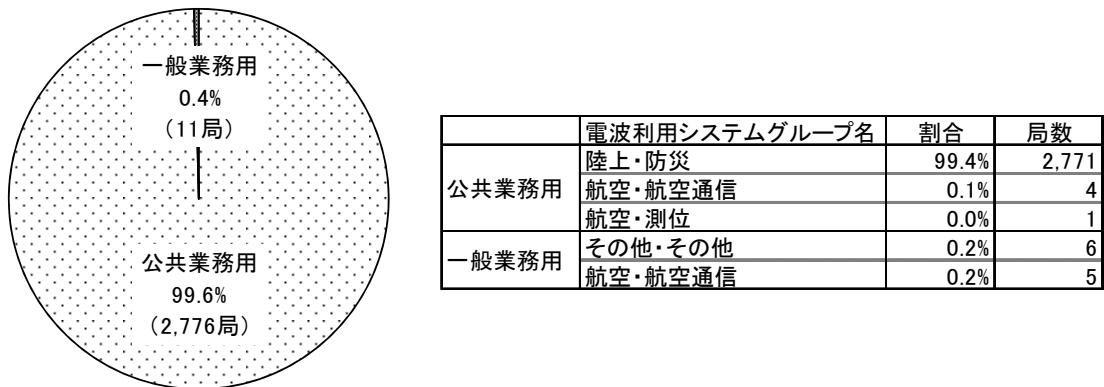 一般業務用
0.4%
（11局）
公共業務用
99.6%
（2,776局）
電波利用システムグループ名 割合 局数
公共業務用
陸上・防災 99.4% 2,771
航空・航空通信 0.1% 4
航空・測位 0.0% 1
一般業務用
その他・その他 0.2% 6
航空・航空通信 0.2% 5